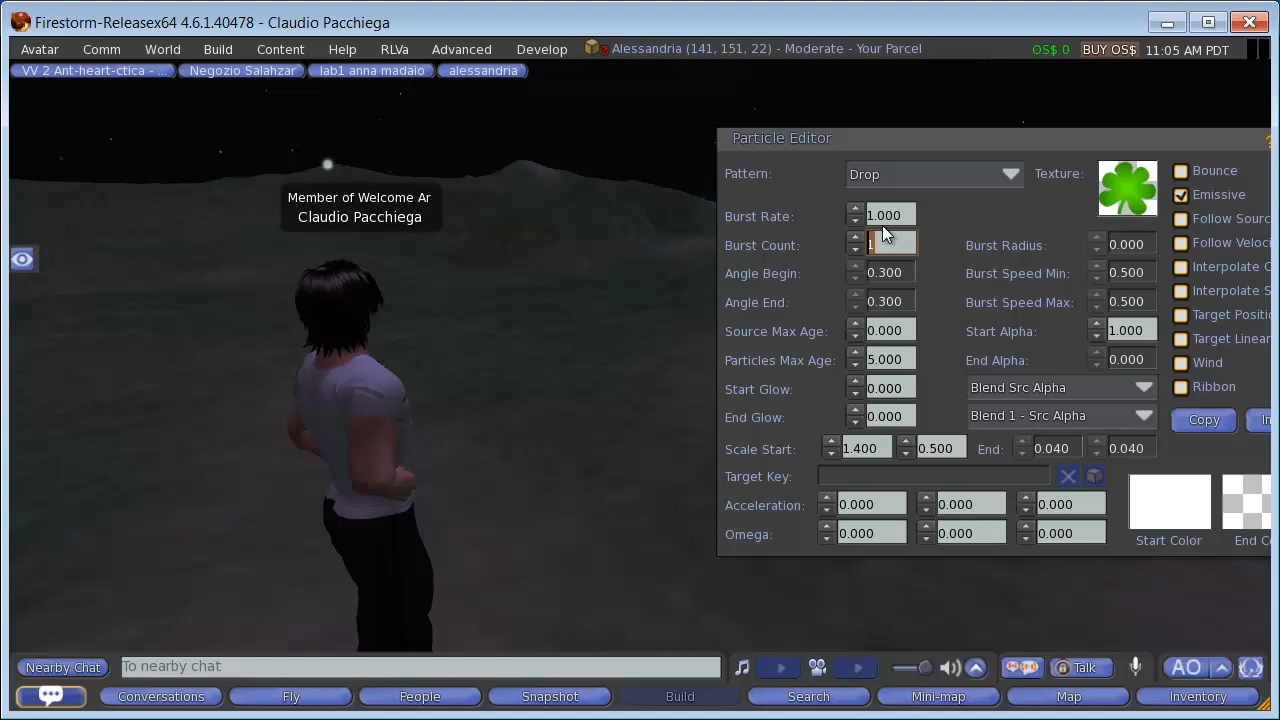 Firestorm-Releasex64 4.6.1.40478 - Claudio Pacchiega
Avatar Comm World Build Content Help RLVa Advanced Develop Alessandria (141, 151, 22) - Moderate - Your Parcel OS$ 0 BUY OS$ 11:05 AM PDT
VV 2 Ant-heart-ctica - ... Negozio Salahzar lab1 anna madaio alessandria
Particle Editor
Pattern: Drop Texture: Bounce
Emissive
Burst Rate: 1.000 Follow Sourc
Burst Count: 1 Burst Radius: 0.000 Follow Veloci
Angle Begin: 0.300 Burst Speed Min: 0.500 Interpolate C
Interpolate S
Angle End: 0.300 Burst Speed Max: 0.500 Target Positi
Source Max Age: 0.000 Start Alpha: 1.000 Target Linear
Particles Max Age: 5.000 End Alpha: 0.000 Wind
Start Glow: 0.000 Blend Src Alpha Ribbon
End Glow: 0.000 Blend 1 - Src Alpha Copy In
Scale Start: 1.400 0.500 End: 0.040 0.040
Target Key:
Acceleration: 0.000 0.000 0.000
Omega: 0.000 0.000 0.000 Start Color End Co
Member of Welcome Ar
Claudio Pacchiega
Nearby Chat To nearby chat Talk AO
Conversations Fly People Snapshot Build Search Mini-map Map Inventory